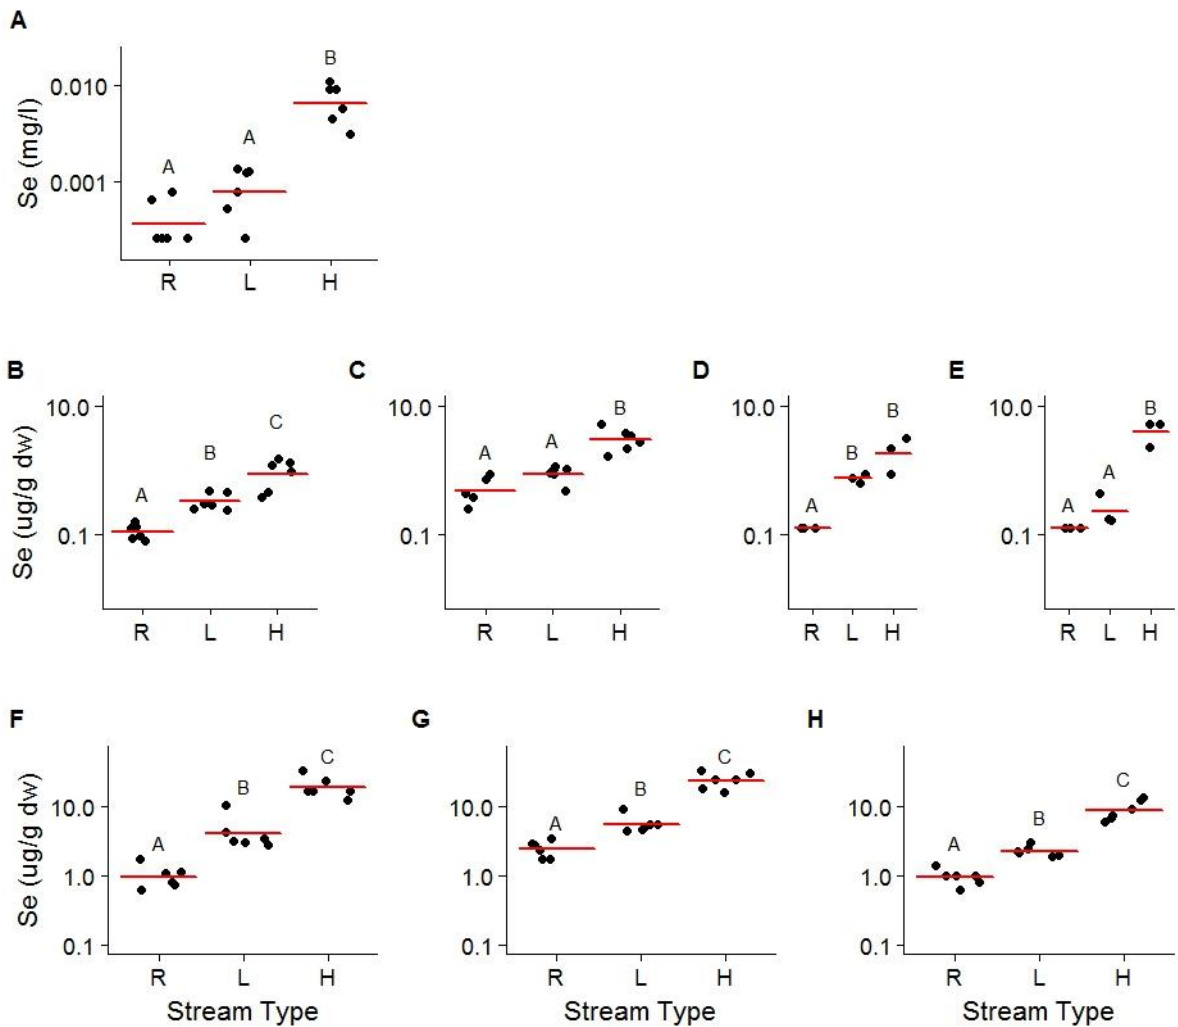 A
Se (mg/l)
0.010
0.001
A
A
B
R L H
B
Se (ug/g dw)
10.0
0.1
A
B
C
R L H
C
10.0
0.1
A
A
B
R L H
D
10.0
0.1
A
B
B
R L H
E
10.0
0.1
A
A
B
R L H
F
Se (ug/g dw)
10.0
1.0
0.1
A
B
C
R L H
Stream Type
G
10.0
1.0
0.1
A
B
C
R L H
Stream Type
H
10.0
1.0
0.1
A
B
C
R L H
Stream Type